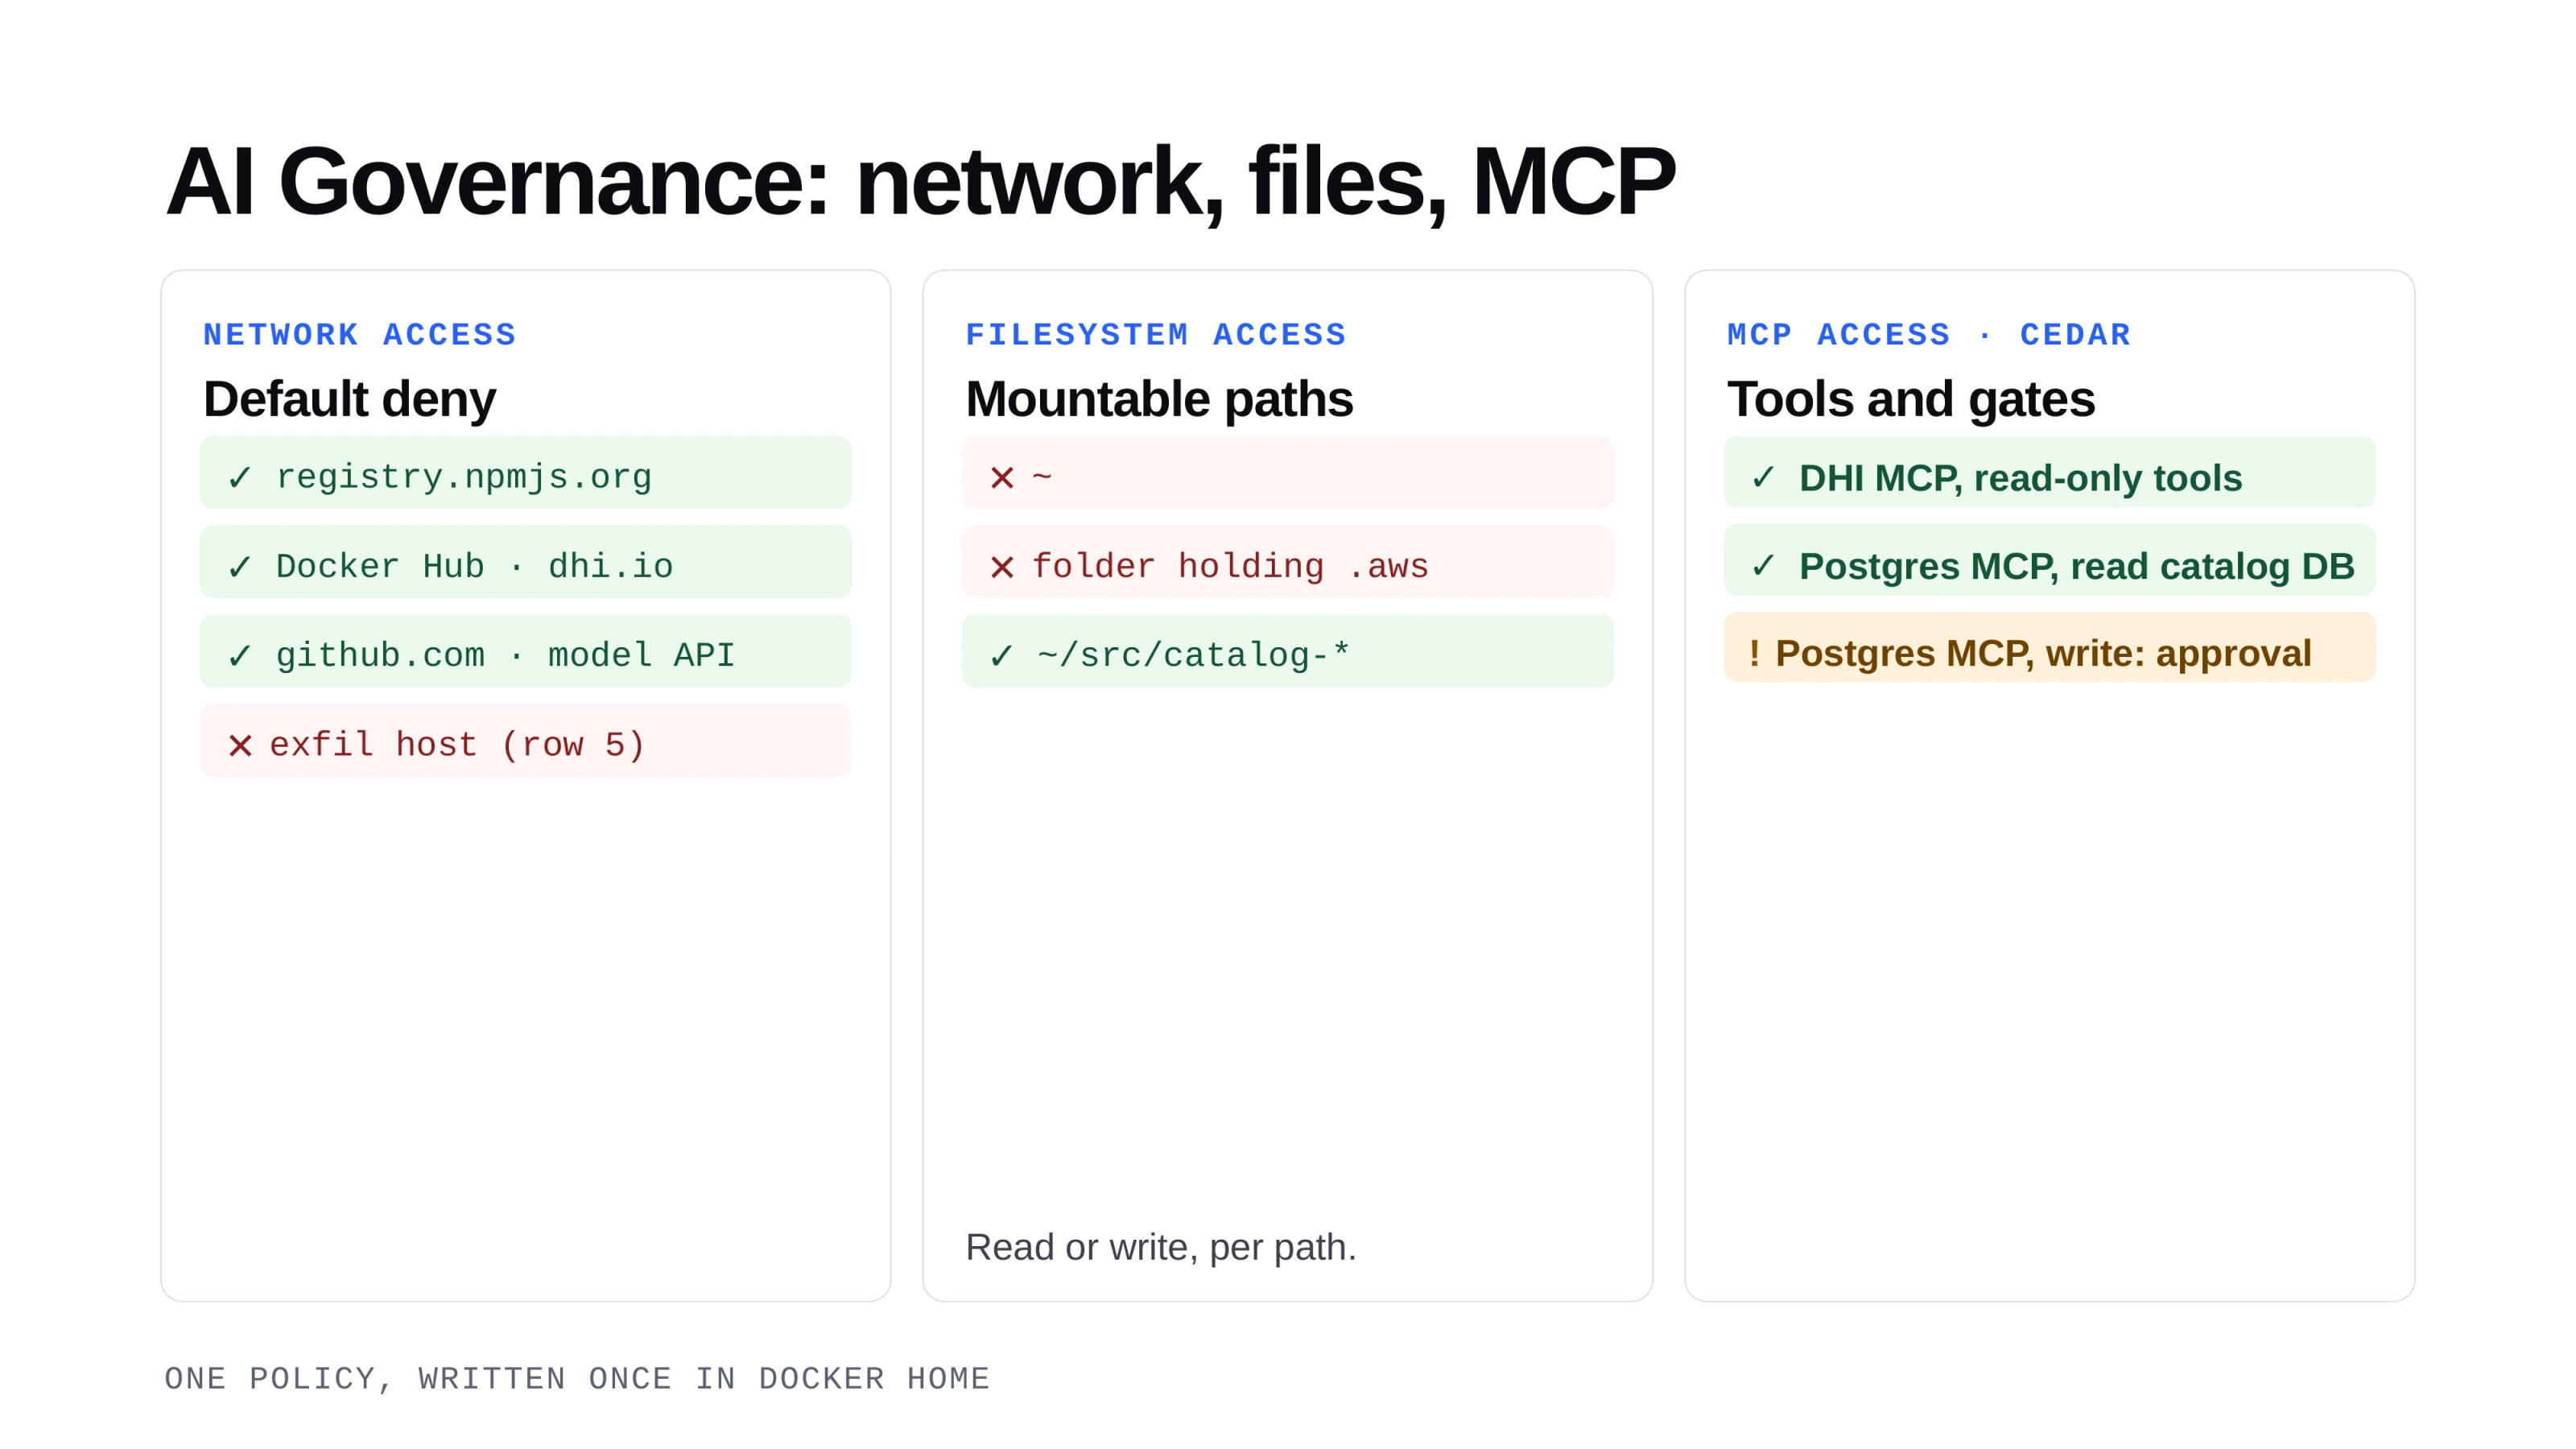 AI Governance: network, files, MCP
NETWORK ACCESS
Default deny
✓ registry.npmjs.org
✓ Docker Hub · dhi.io
✓ github.com · model API
✕ exfil host (row 5)
FILESYSTEM ACCESS
Mountable paths
✕ ~
✕ folder holding .aws
✓ ~/src/catalog-*
Read or write, per path.
MCP ACCESS · CEDAR
Tools and gates
✓ DHI MCP, read-only tools
✓ Postgres MCP, read catalog DB
! Postgres MCP, write: approval
ONE POLICY, WRITTEN ONCE IN DOCKER HOME